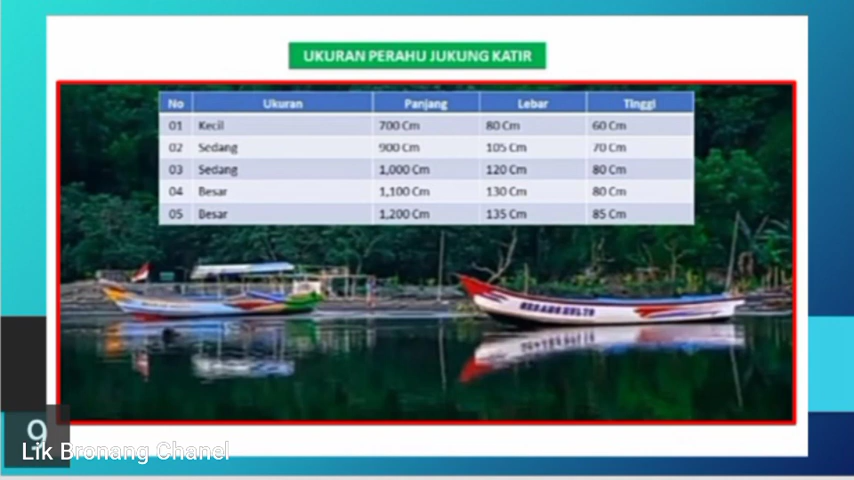 UKURAN PERAHU JUKUNG KATIR
No Ukuran Panjang Lebar Tinggi
01 Kecil 700 Cm 80 Cm 60 Cm
02 Sedang 900 Cm 105 Cm 70 Cm
03 Sedang 1,000 Cm 120 Cm 80 Cm
04 Besar 1,100 Cm 130 Cm 80 Cm
05 Besar 1,200 Cm 135 Cm 85 Cm
9
Lik Bronang Chanel